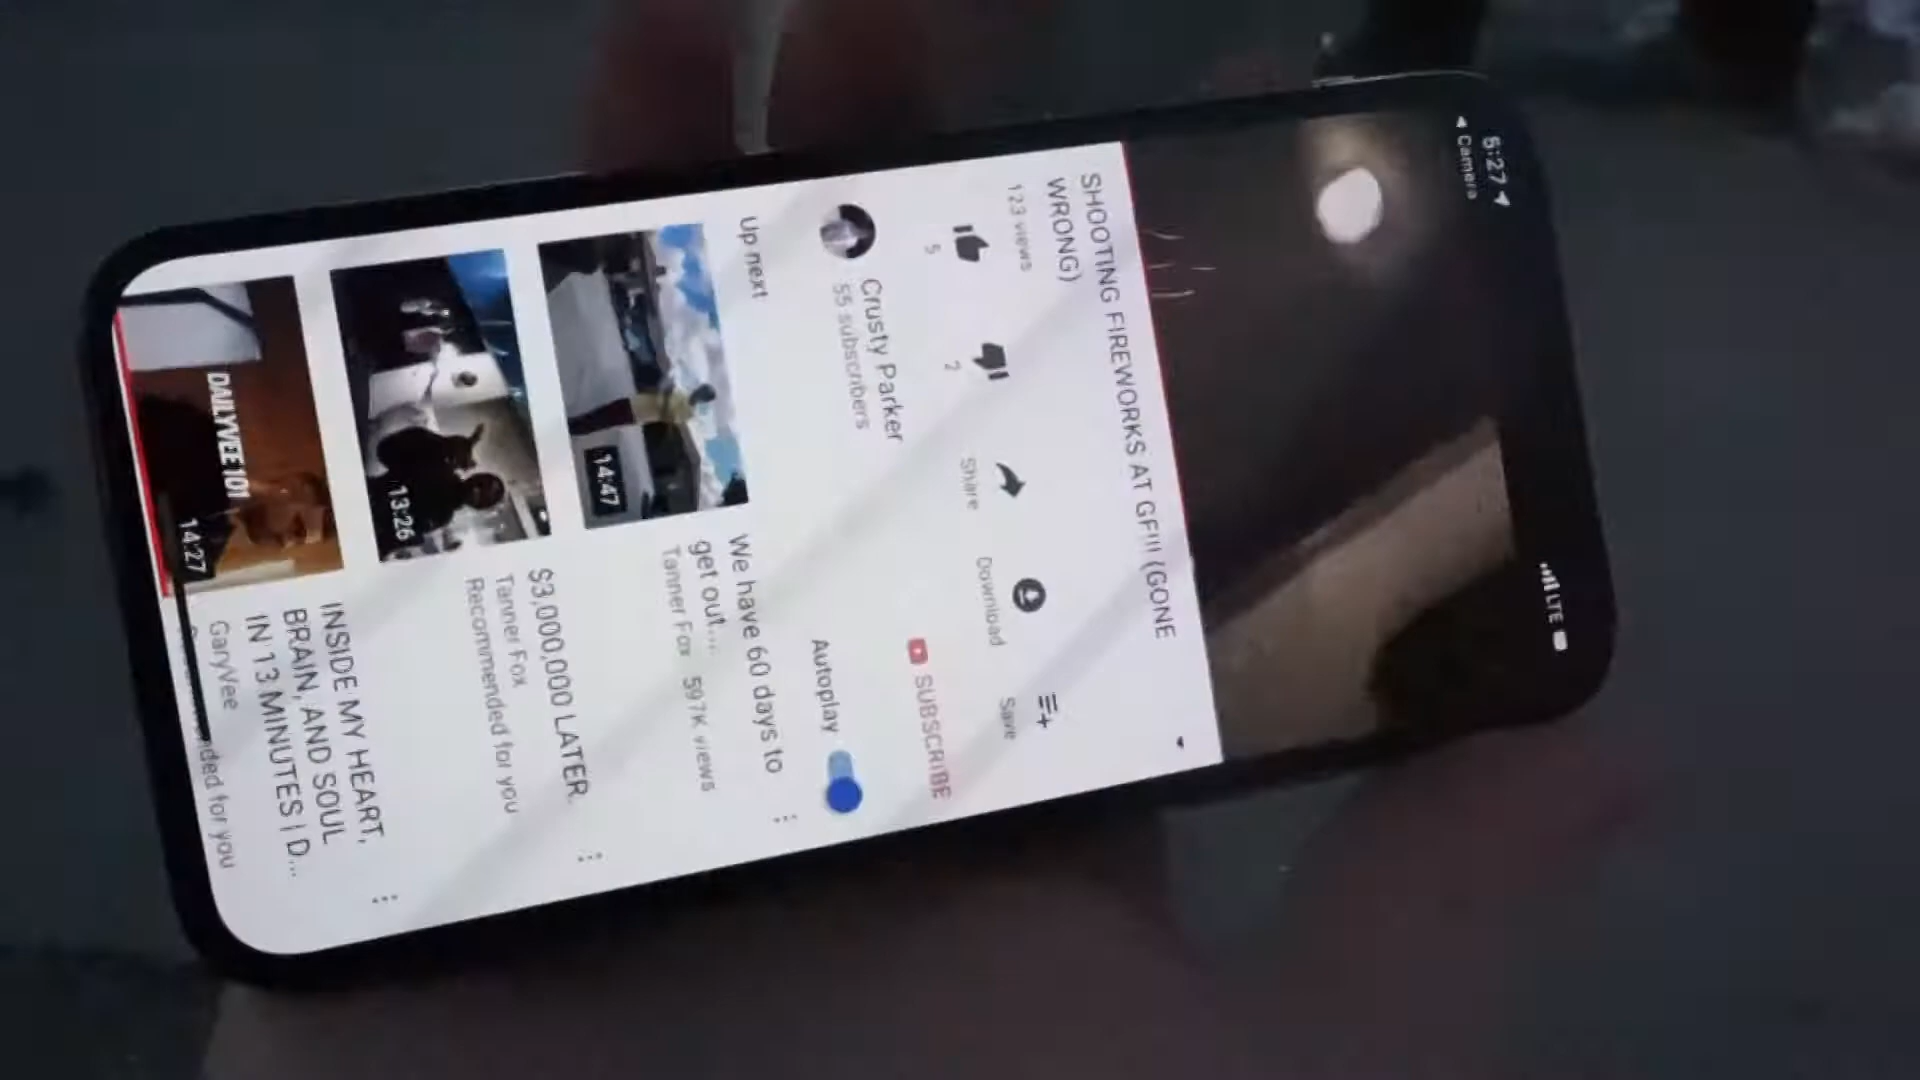 5:27
Camera
LTE
SHOOTING FIREWORKS AT GF!!! (GONE
WRONG)
123 views
5
2
Share
Download
Save
Crusty Parker
55 subscribers
SUBSCRIBE
Up next
Autoplay
14:47
We have 60 days to
get out....
Tanner Fox 597K views
13:26
$3,000,000 LATER.
Tanner Fox
Recommended for you
DAILYVEE 101
14:27
INSIDE MY HEART,
BRAIN, AND SOUL
IN 13 MINUTES | D...
GaryVee
for you